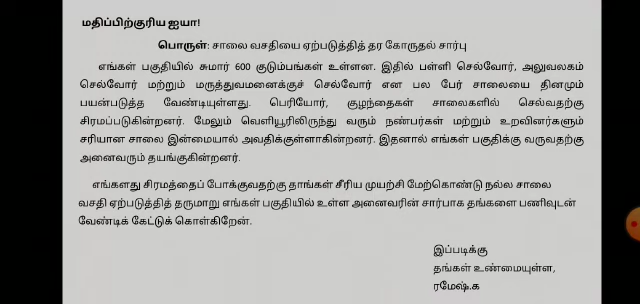 மதிப்பிற்குரிய ஐயா!
பொருள்: சாலை வசதியை ஏற்படுத்தித் தர கோருதல் சார்பு
எங்கள் பகுதியில் சுமார் 600 குடும்பங்கள் உள்ளன. இதில் பள்ளி செல்வோர், அலுவலகம்
செல்வோர் மற்றும் மருத்துவமனைக்குச் செல்வோர் என பல பேர் சாலையை தினமும்
பயன்படுத்த வேண்டியுள்ளது. பெரியோர், குழந்தைகள் சாலைகளில் செல்வதற்கு
சிரமப்படுகின்றனர். மேலும் வெளியூரிலிருந்து வரும் நண்பர்கள் மற்றும் உறவினர்களும்
சரியான சாலை இன்மையால் அவதிக்குள்ளாகின்றனர். இதனால் எங்கள் பகுதிக்கு வருவதற்கு
அனைவரும் தயங்குகின்றனர்.
எங்களது சிரமத்தைப் போக்குவதற்கு தாங்கள் சீரிய முயற்சி மேற்கொண்டு நல்ல சாலை
வசதி ஏற்படுத்தித் தருமாறு எங்கள் பகுதியில் உள்ள அனைவரின் சார்பாக தங்களை பணிவுடன்
வேண்டிக் கேட்டுக் கொள்கிறேன்.
இப்படிக்கு
தங்கள் உண்மையுள்ள,
ரமேஷ்.க